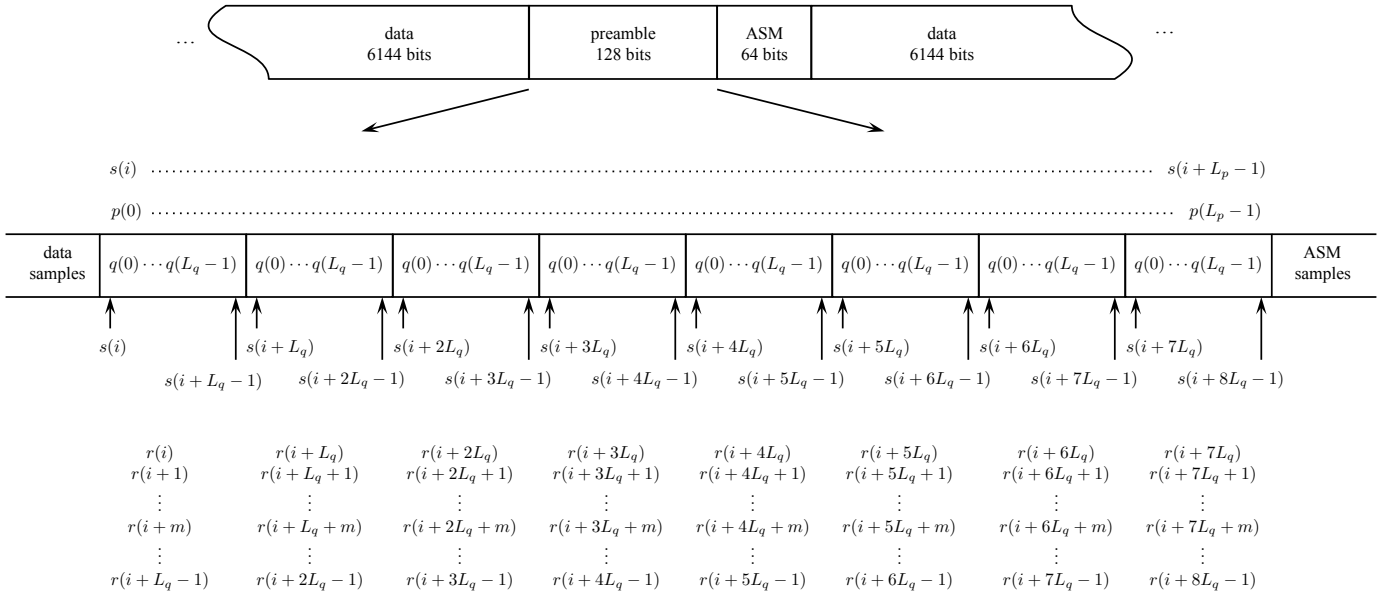 … data preamble ASM data …
6144 bits 128 bits 64 bits 6144 bits
s(i) s(i + L_p − 1)
p(0) p(L_p − 1)
data q(0) ··· q(L_q − 1) q(0) ··· q(L_q − 1) q(0) ··· q(L_q − 1) q(0) ··· q(L_q − 1) q(0) ··· q(L_q − 1) q(0) ··· q(L_q − 1) q(0) ··· q(L_q − 1) q(0) ··· q(L_q − 1) ASM
samples samples
s(i) s(i + L_q) s(i + 2L_q) s(i + 3L_q) s(i + 4L_q) s(i + 5L_q) s(i + 6L_q) s(i + 7L_q)
s(i + L_q − 1) s(i + 2L_q − 1) s(i + 3L_q − 1) s(i + 4L_q − 1) s(i + 5L_q − 1) s(i + 6L_q − 1) s(i + 7L_q − 1) s(i + 8L_q − 1)
r(i) r(i + L_q) r(i + 2L_q) r(i + 3L_q) r(i + 4L_q) r(i + 5L_q) r(i + 6L_q) r(i + 7L_q)
r(i + 1) r(i + L_q + 1) r(i + 2L_q + 1) r(i + 3L_q + 1) r(i + 4L_q + 1) r(i + 5L_q + 1) r(i + 6L_q + 1) r(i + 7L_q + 1)
⋮ ⋮ ⋮ ⋮ ⋮ ⋮ ⋮ ⋮
r(i + m) r(i + L_q + m) r(i + 2L_q + m) r(i + 3L_q + m) r(i + 4L_q + m) r(i + 5L_q + m) r(i + 6L_q + m) r(i + 7L_q + m)
⋮ ⋮ ⋮ ⋮ ⋮ ⋮ ⋮ ⋮
r(i + L_q − 1) r(i + 2L_q − 1) r(i + 3L_q − 1) r(i + 4L_q − 1) r(i + 5L_q − 1) r(i + 6L_q − 1) r(i + 7L_q − 1) r(i + 8L_q − 1)